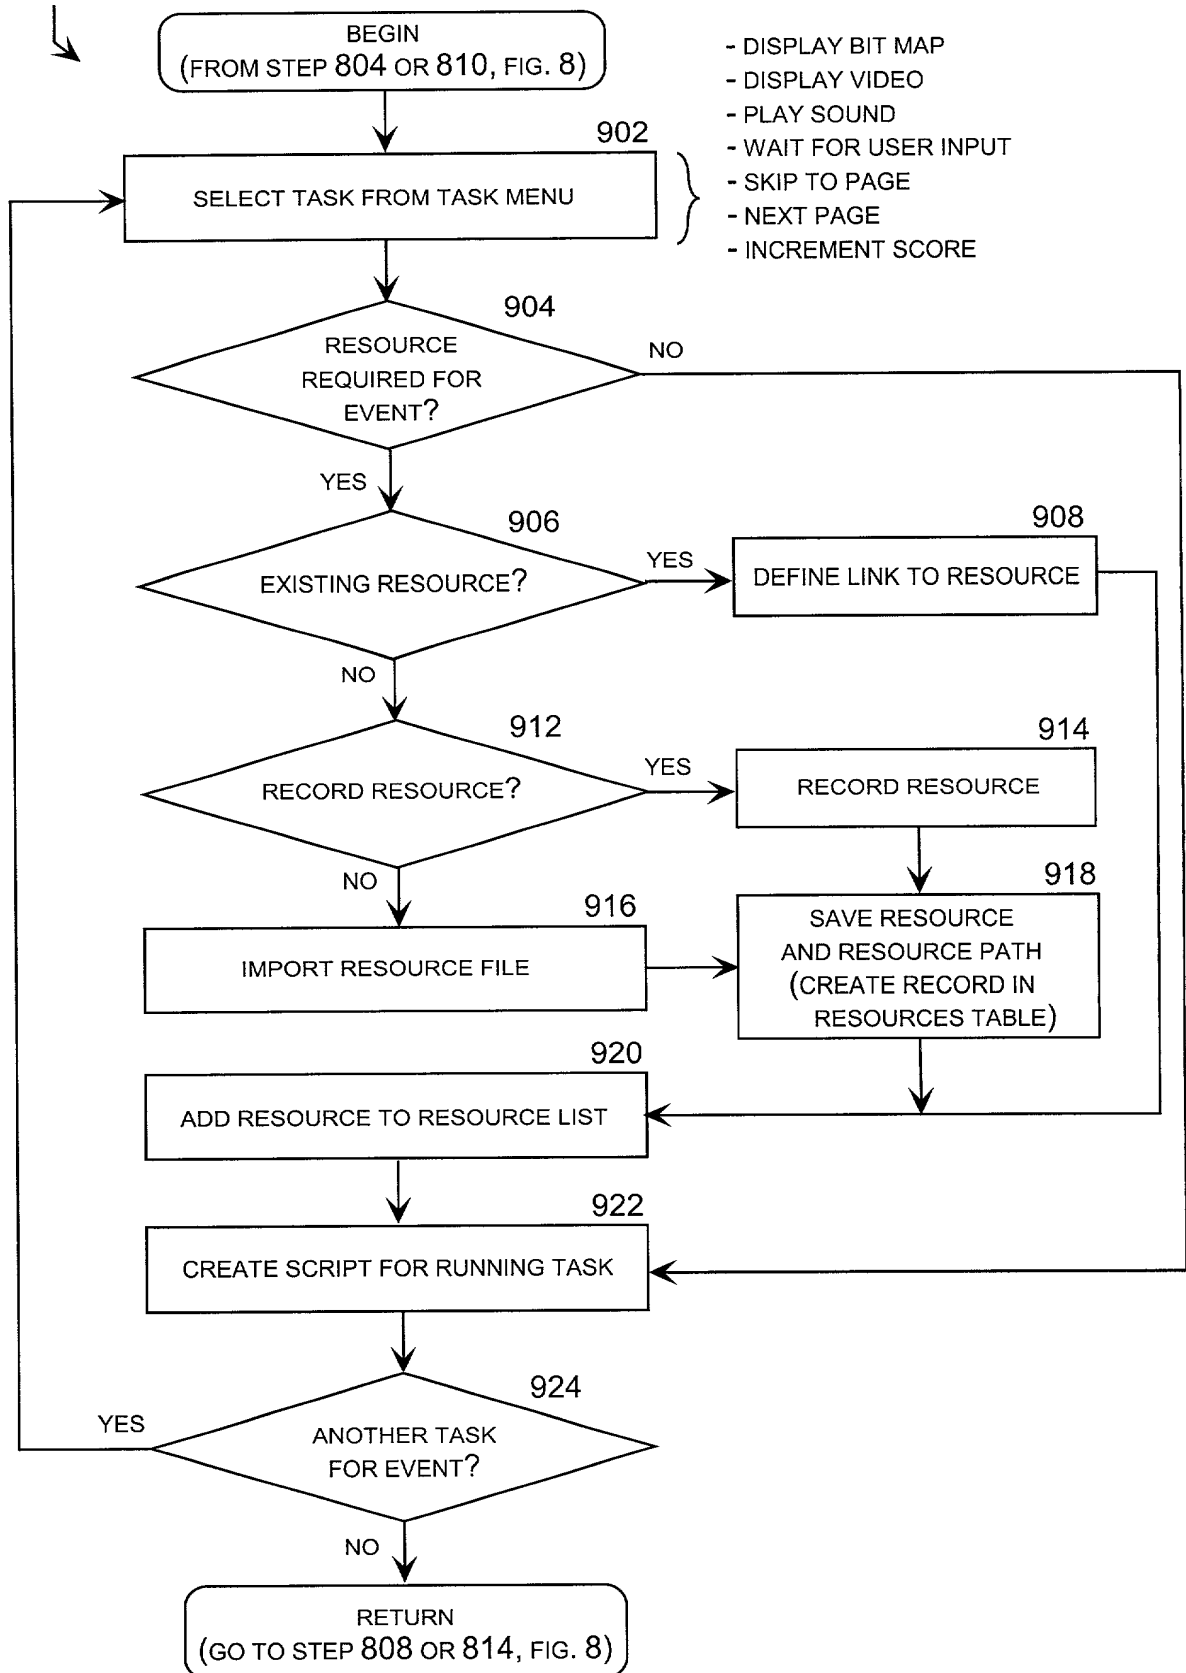 BEGIN
(FROM STEP 804 OR 810, FIG. 8)
- DISPLAY BIT MAP
- DISPLAY VIDEO
- PLAY SOUND
- WAIT FOR USER INPUT
- SKIP TO PAGE
- NEXT PAGE
- INCREMENT SCORE
902
SELECT TASK FROM TASK MENU
904
RESOURCE
REQUIRED FOR
EVENT?
NO
YES
906
EXISTING RESOURCE?
YES
908
DEFINE LINK TO RESOURCE
NO
912
RECORD RESOURCE?
YES
914
RECORD RESOURCE
NO
916
IMPORT RESOURCE FILE
918
SAVE RESOURCE
AND RESOURCE PATH
(CREATE RECORD IN
RESOURCES TABLE)
920
ADD RESOURCE TO RESOURCE LIST
922
CREATE SCRIPT FOR RUNNING TASK
924
YES
ANOTHER TASK
FOR EVENT?
NO
RETURN
(GO TO STEP 808 OR 814, FIG. 8)